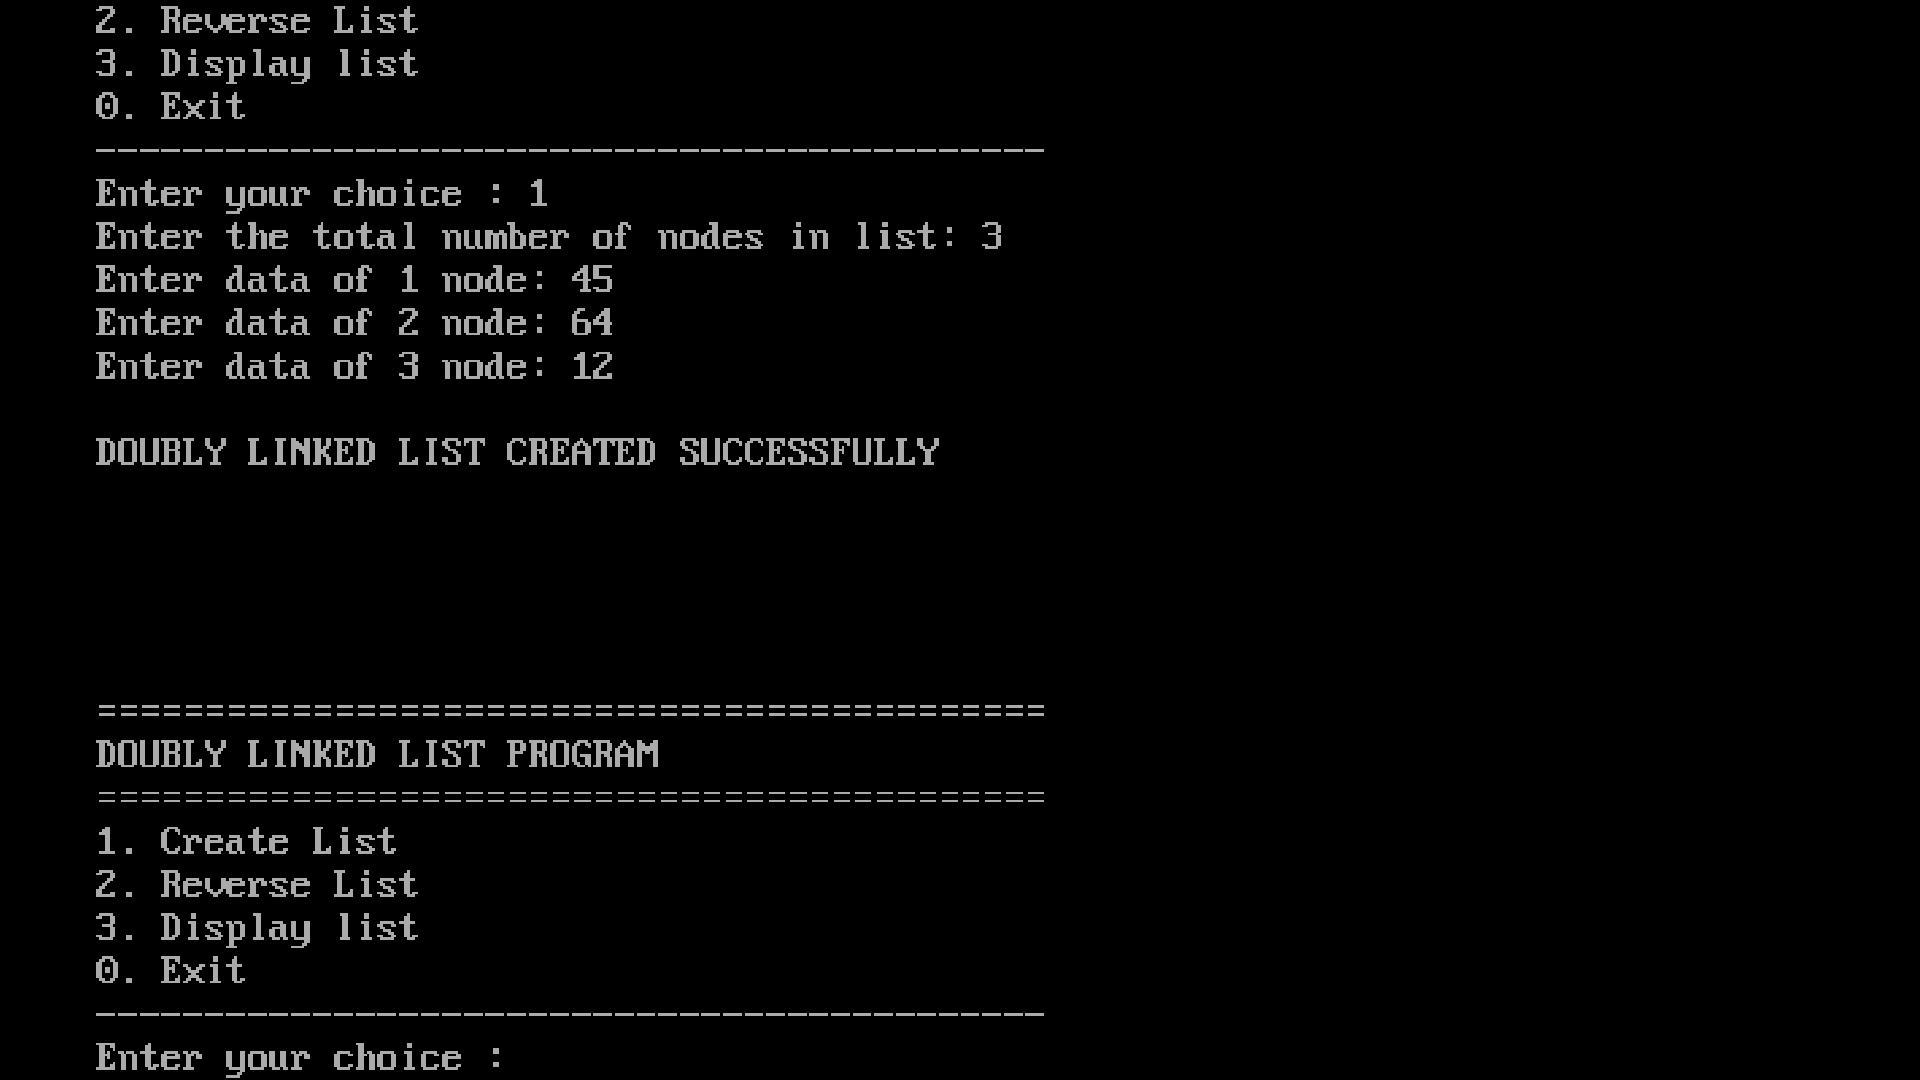 2. Reverse List
3. Display list
0. Exit
--------------------------------------------
Enter your choice : 1
Enter the total number of nodes in list: 3
Enter data of 1 node: 45
Enter data of 2 node: 64
Enter data of 3 node: 12
DOUBLY LINKED LIST CREATED SUCCESSFULLY
============================================
DOUBLY LINKED LIST PROGRAM
============================================
1. Create List
2. Reverse List
3. Display list
0. Exit
--------------------------------------------
Enter your choice :